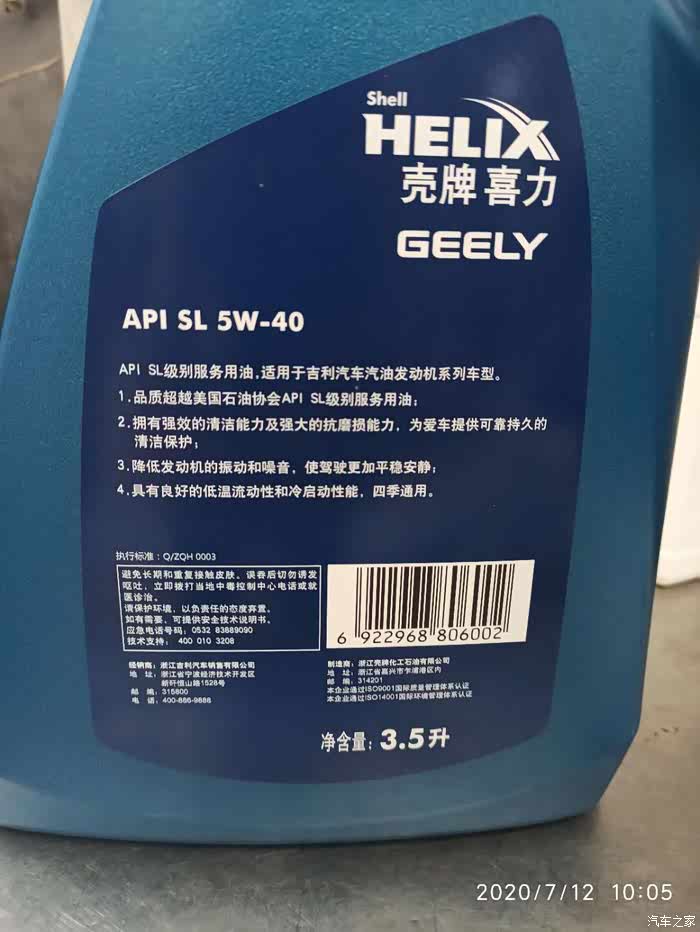 Shell
HELIX
壳牌 喜力
GEELY
API SL 5W-40
API SL级别服务用油，适用于吉利汽车汽油发动机系列车型。
1.品质超越美国石油协会API SL级别服务用油；
2.拥有强效的清洁能力及强大的抗磨损能力，为爱车提供可靠持久的
清洁保护；
3.降低发动机的振动和噪音，使驾驶更加平稳安静；
4.具有良好的低温流动性和冷启动性能，四季通用。
执行标准：Q/ZQH 0003
避免长期和重复接触皮肤。误吞后切勿诱发
呕吐，立即拨打当地中毒控制中心电话或就
医诊治。
请保护环境，以负责任的态度弃置。
如有需要，可提供安全技术说明书。
应急电话号码：0532 83889090
技术支持：400 010 3208
6 922968 806002
经销商：浙江吉利汽车销售有限公司
地 址：浙江省宁波经济技术开发区
新矸恒山路1528号
邮 编：315800
电 话：400-886-9888
制造商：浙江壳牌化工石油有限公司
地 址：浙江省嘉兴市乍浦港区内
邮 编：314201
本企业通过ISO9001国际质量管理体系认证
本企业通过ISO14001国际环境管理体系认证
净含量：3.5升
2020/7/12 10:05
汽车之家